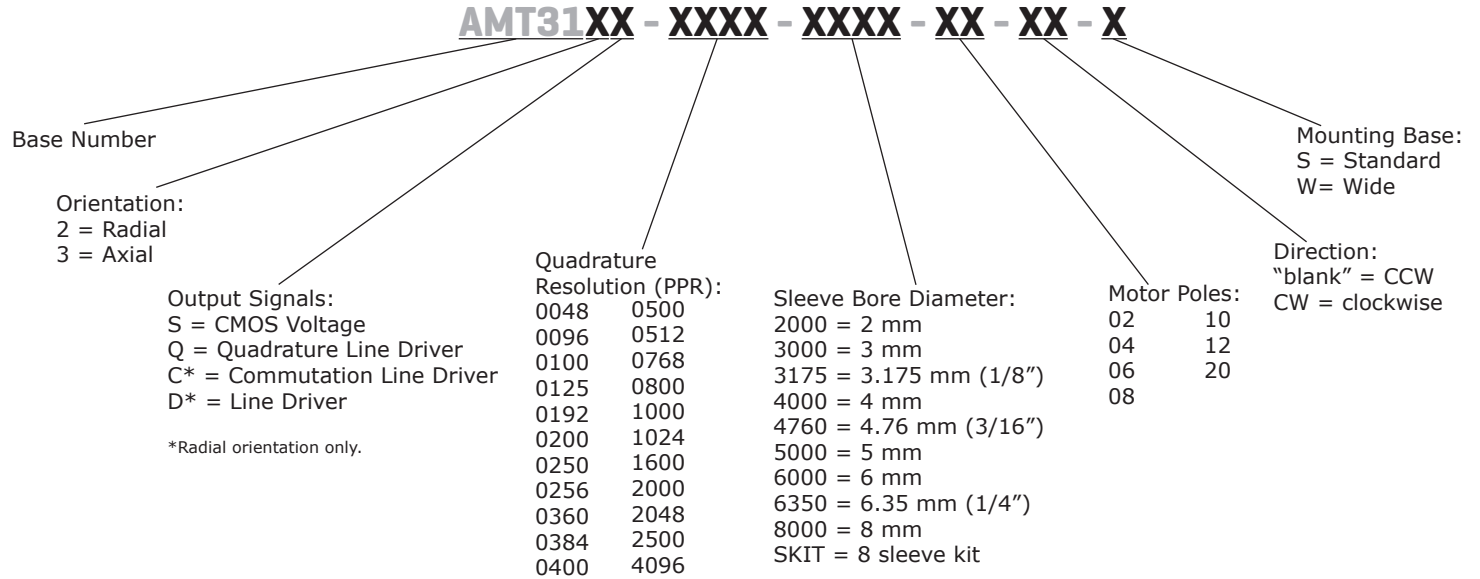 AMT31XX - XXXX - XXXX - XX - XX - X
Base Number
Orientation:
2 = Radial
3 = Axial
Output Signals:
S = CMOS Voltage
Q = Quadrature Line Driver
C* = Commutation Line Driver
D* = Line Driver
*Radial orientation only.
Quadrature
Resolution (PPR):
0048 0500
0096 0512
0100 0768
0125 0800
0192 1000
0200 1024
0250 1600
0256 2000
0360 2048
0384 2500
0400 4096
Sleeve Bore Diameter:
2000 = 2 mm
3000 = 3 mm
3175 = 3.175 mm (1/8”)
4000 = 4 mm
4760 = 4.76 mm (3/16”)
5000 = 5 mm
6000 = 6 mm
6350 = 6.35 mm (1/4”)
8000 = 8 mm
SKIT = 8 sleeve kit
Motor Poles:
02 10
04 12
06 20
08
Direction:
“blank” = CCW
CW = clockwise
Mounting Base:
S = Standard
W= Wide